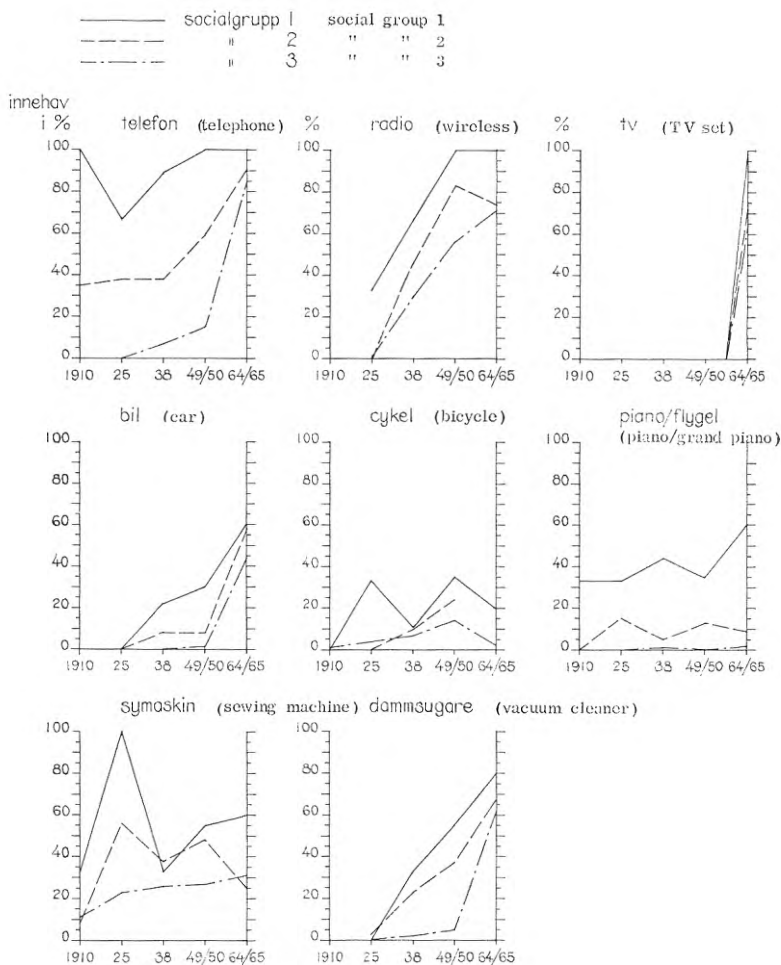 socialgrupp 1 social group 1
" 2 " " 2
" 3 " " 3
innehav
i % telefon (telephone) % radio (wireless) % tv (TV set)
100 100 100
80 80 80
60 60 60
40 40 40
20 20 20
0 0 0
1910 25 38 49/50 64/65 1910 25 38 49/50 64/65 1910 25 38 49/50 64/65
bil (car) cykel (bicycle) piano/flygel
(piano/grand piano)
100 100 100
80 80 80
60 60 60
40 40 40
20 20 20
0 0 0
1910 25 38 49/50 64/65 1910 25 38 49/50 64/65 1910 25 38 49/50 64/65
symaskin (sewing machine) dammsugare (vacuum cleaner)
100 100
80 80
60 60
40 40
20 20
0 0
1910 25 38 49/50 64/65 1910 25 38 49/50 64/65